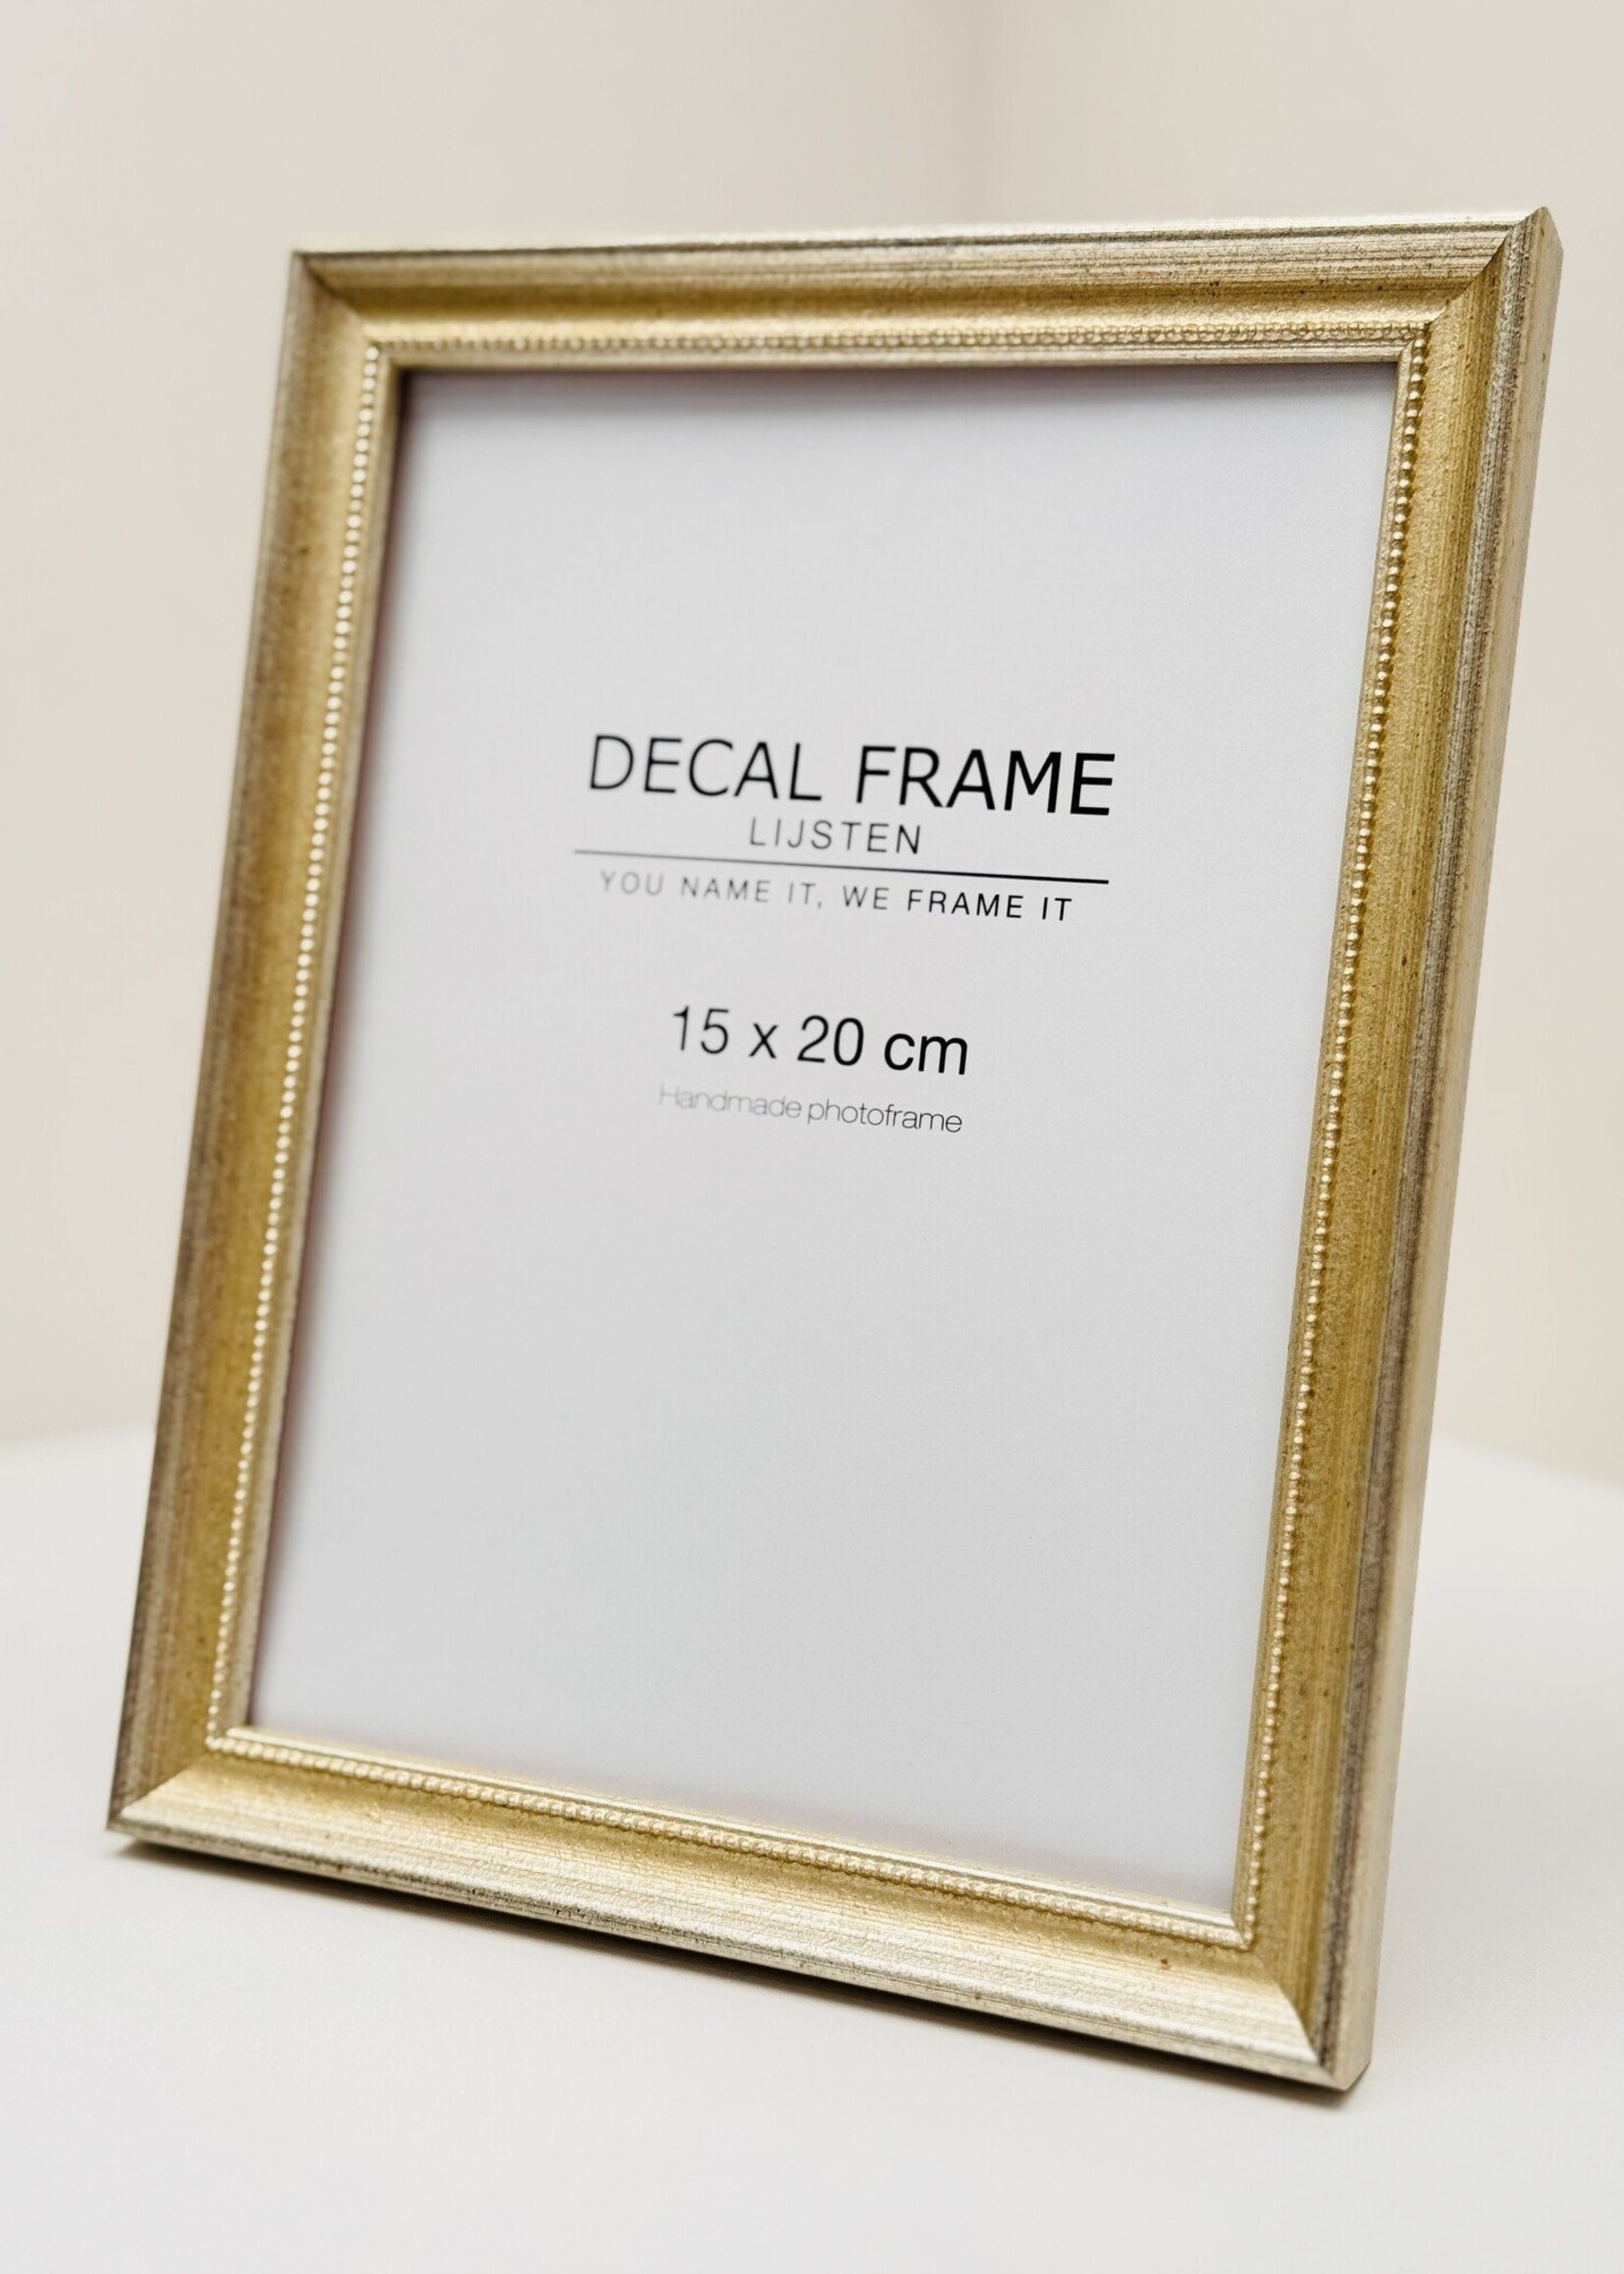 DECAL FRAME
LIJSTEN
YOU NAME IT, WE FRAME IT
15 x 20 cm
Handmade photoframe